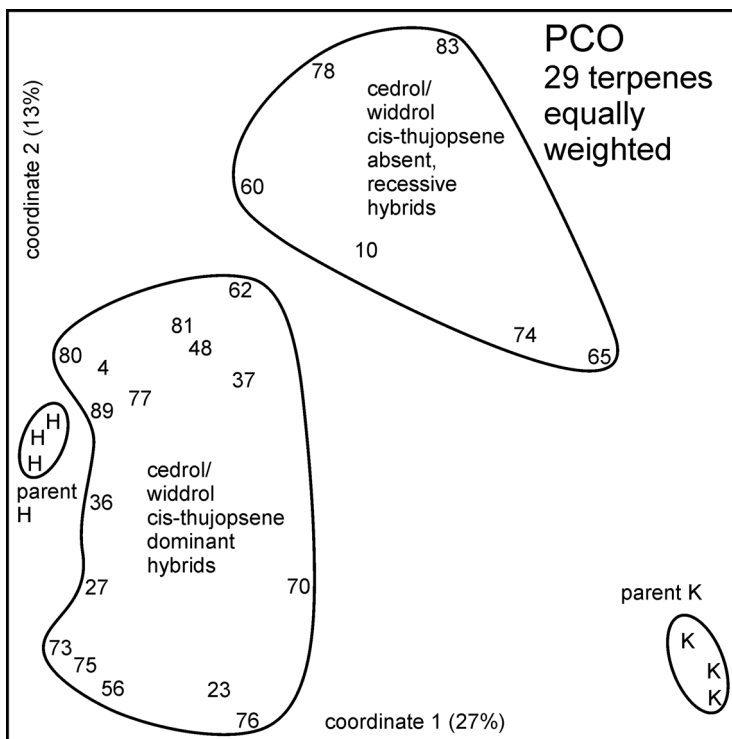 PCO
29 terpenes
equally
weighted
coordinate 2 (13%)
83
78
cedrol/
widdrol
cis-thujopsene
absent,
recessive
hybrids
60
10
74
65
62
81
48
80
4
37
77
89
H
H
H
parent
H
36
cedrol/
widdrol
cis-thujopsene
dominant
hybrids
27
70
73
75
56
23
76
parent K
K
K
K
coordinate 1 (27%)